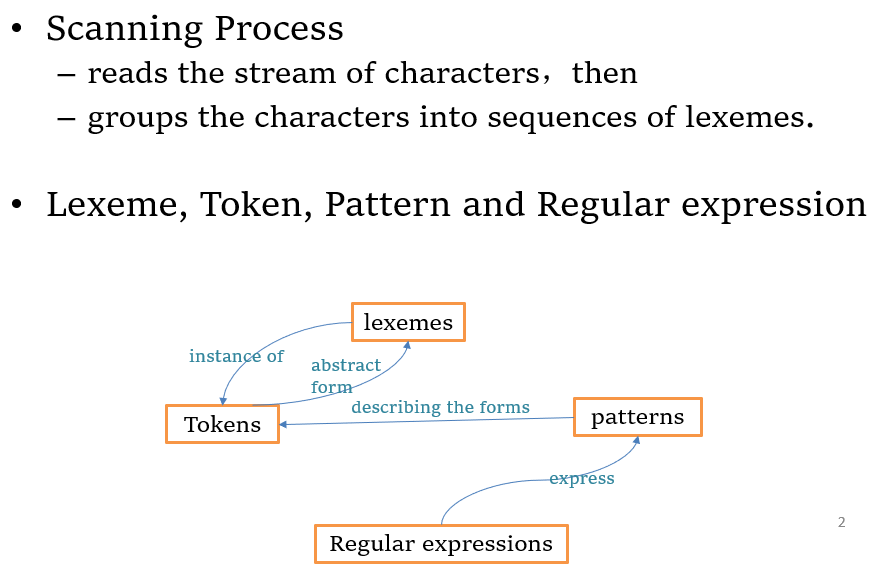 • Scanning Process
– reads the stream of characters，then
– groups the characters into sequences of lexemes.
• Lexeme, Token, Pattern and Regular expression
lexemes
instance of
abstract
form
describing the forms
patterns
Tokens
express
2
Regular expressions